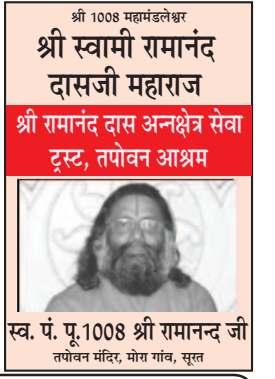 श्री 1008 महामंडलेश्वर
श्री स्वामी रामानंद
दासजी महाराज
श्री रामानंद दास अन्नक्षेत्र सेवा
ट्रस्ट, तपोवन आश्रम
स्व. पं. पू.1008 श्री रामानन्द जी
तपोवन मंदिर, मोरा गांव, सूरत